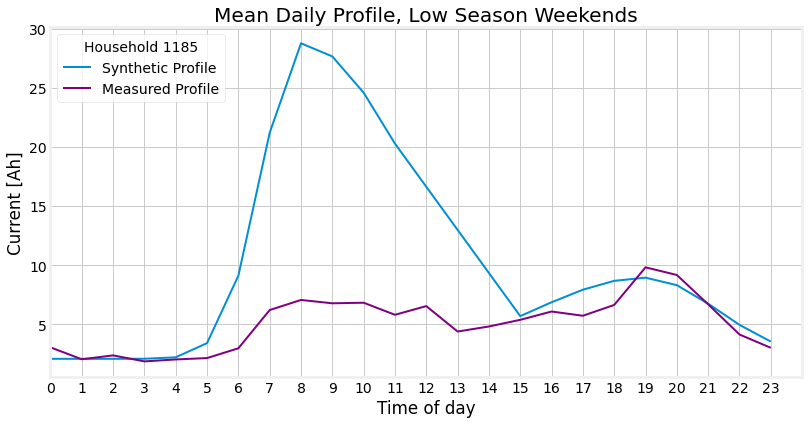 Mean Daily Profile, Low Season Weekends
Household 1185
Synthetic Profile
Measured Profile
Current [Ah]
30
25
20
15
10
5
0 1 2 3 4 5 6 7 8 9 10 11 12 13 14 15 16 17 18 19 20 21 22 23
Time of day